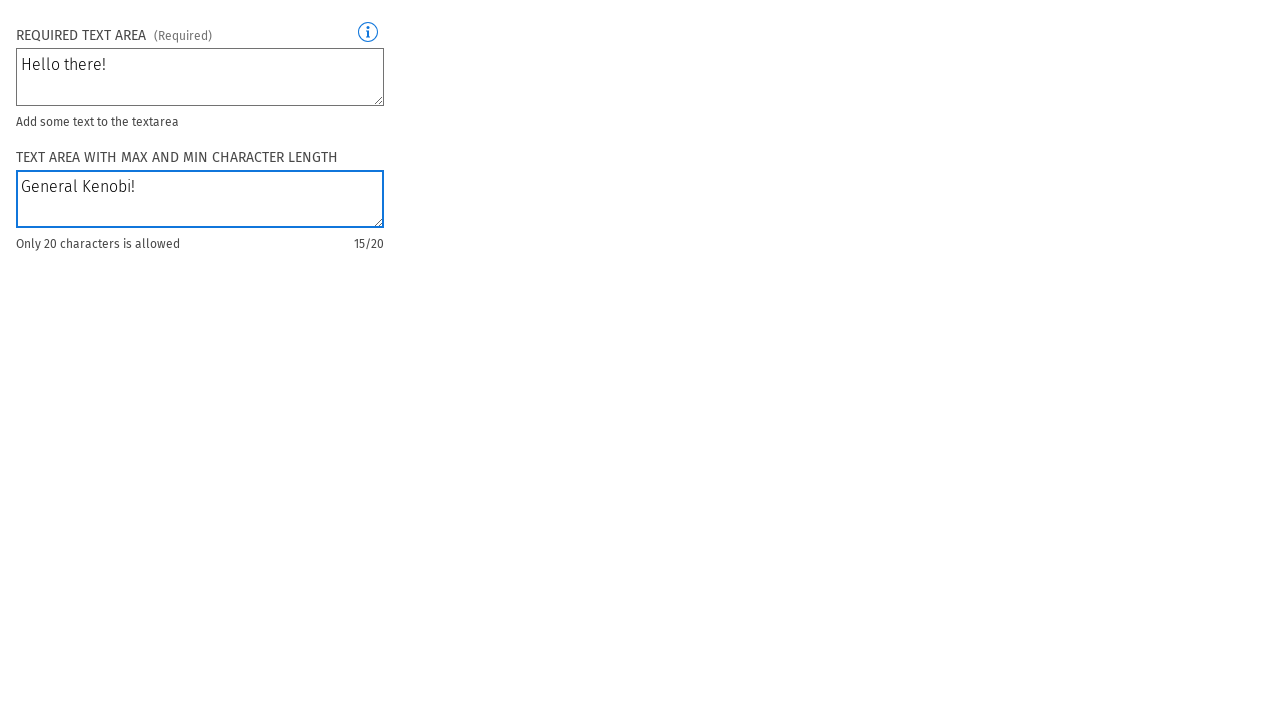 REQUIRED TEXT AREA (Required)
Hello there!
Add some text to the textarea
TEXT AREA WITH MAX AND MIN CHARACTER LENGTH
General Kenobi!
Only 20 characters is allowed 15/20